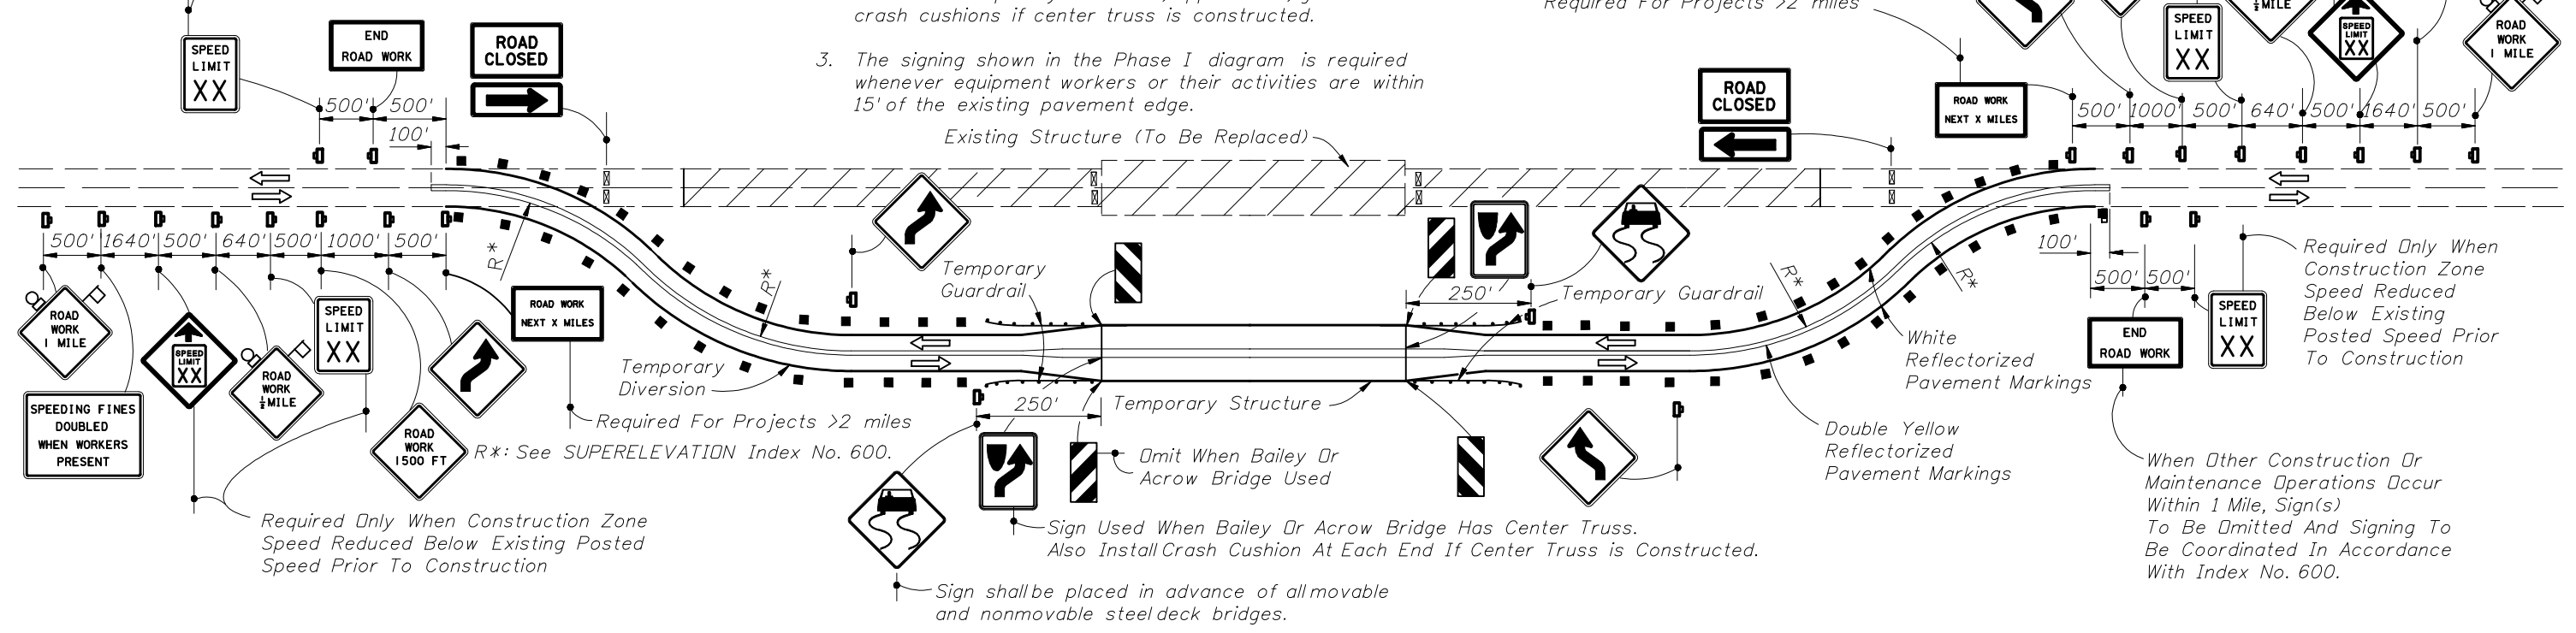 crash cushions if center truss is constructed.
3. The signing shown in the Phase I diagram is required
whenever equipment workers or their activities are within
15' of the existing pavement edge.
Required For Projects >2 miles
SPEED
LIMIT
XX
END
ROAD WORK
ROAD
CLOSED
500' 500'
100'
Existing Structure (To Be Replaced)
ROAD
CLOSED
ROAD WORK
NEXT X MILES
SPEED
LIMIT
XX
MILE
SPEED
LIMIT
XX
ROAD
WORK
1 MILE
500' 1000' 500' 640' 500' 1640' 500'
500' 1640' 500' 640' 500' 1000' 500'
R*
R*
ROAD
WORK
1 MILE
SPEEDING FINES
DOUBLED
WHEN WORKERS
PRESENT
SPEED
LIMIT
XX
ROAD
WORK
½ MILE
SPEED
LIMIT
XX
ROAD
WORK
1500 FT
ROAD WORK
NEXT X MILES
Required For Projects >2 miles
R*: See SUPERELEVATION Index No. 600.
Required Only When Construction Zone
Speed Reduced Below Existing Posted
Speed Prior To Construction
Temporary
Diversion
Temporary
Guardrail
250'
Temporary Structure
Omit When Bailey Or
Acrow Bridge Used
Sign Used When Bailey Or Acrow Bridge Has Center Truss.
Also Install Crash Cushion At Each End If Center Truss is Constructed.
Sign shall be placed in advance of all movable
and nonmovable steel deck bridges.
250'
Temporary Guardrail
R*
R*
White
Reflectorized
Pavement Markings
Double Yellow
Reflectorized
Pavement Markings
100'
500' 500'
END
ROAD WORK
SPEED
LIMIT
XX
Required Only When
Construction Zone
Speed Reduced
Below Existing
Posted Speed Prior
To Construction
When Other Construction Or
Maintenance Operations Occur
Within 1 Mile, Sign(s)
To Be Omitted And Signing To
Be Coordinated In Accordance
With Index No. 600.